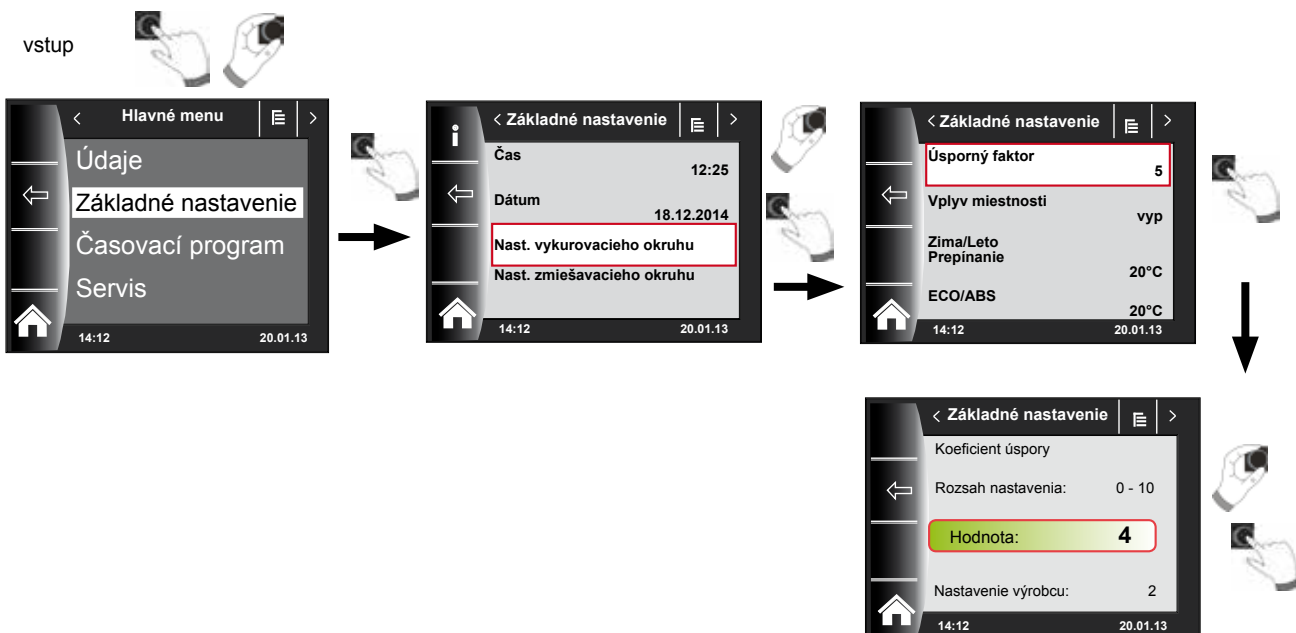 vstup
Hlavné menu
Údaje
Základné nastavenie
Časovací program
Servis
14:12 20.01.13
Základné nastavenie
Čas
12:25
Dátum
18.12.2014
Nast. vykurovacieho okruhu
Nast. zmiešavacieho okruhu
14:12 20.01.13
Základné nastavenie
Úsporný faktor
5
Vplyv miestnosti
vyp
Zima/Leto
Prepínanie
20°C
ECO/ABS
20°C
14:12 20.01.13
Základné nastavenie
Koeficient úspory
Rozsah nastavenia: 0 - 10
Hodnota: 4
Nastavenie výrobcu: 2
14:12 20.01.13